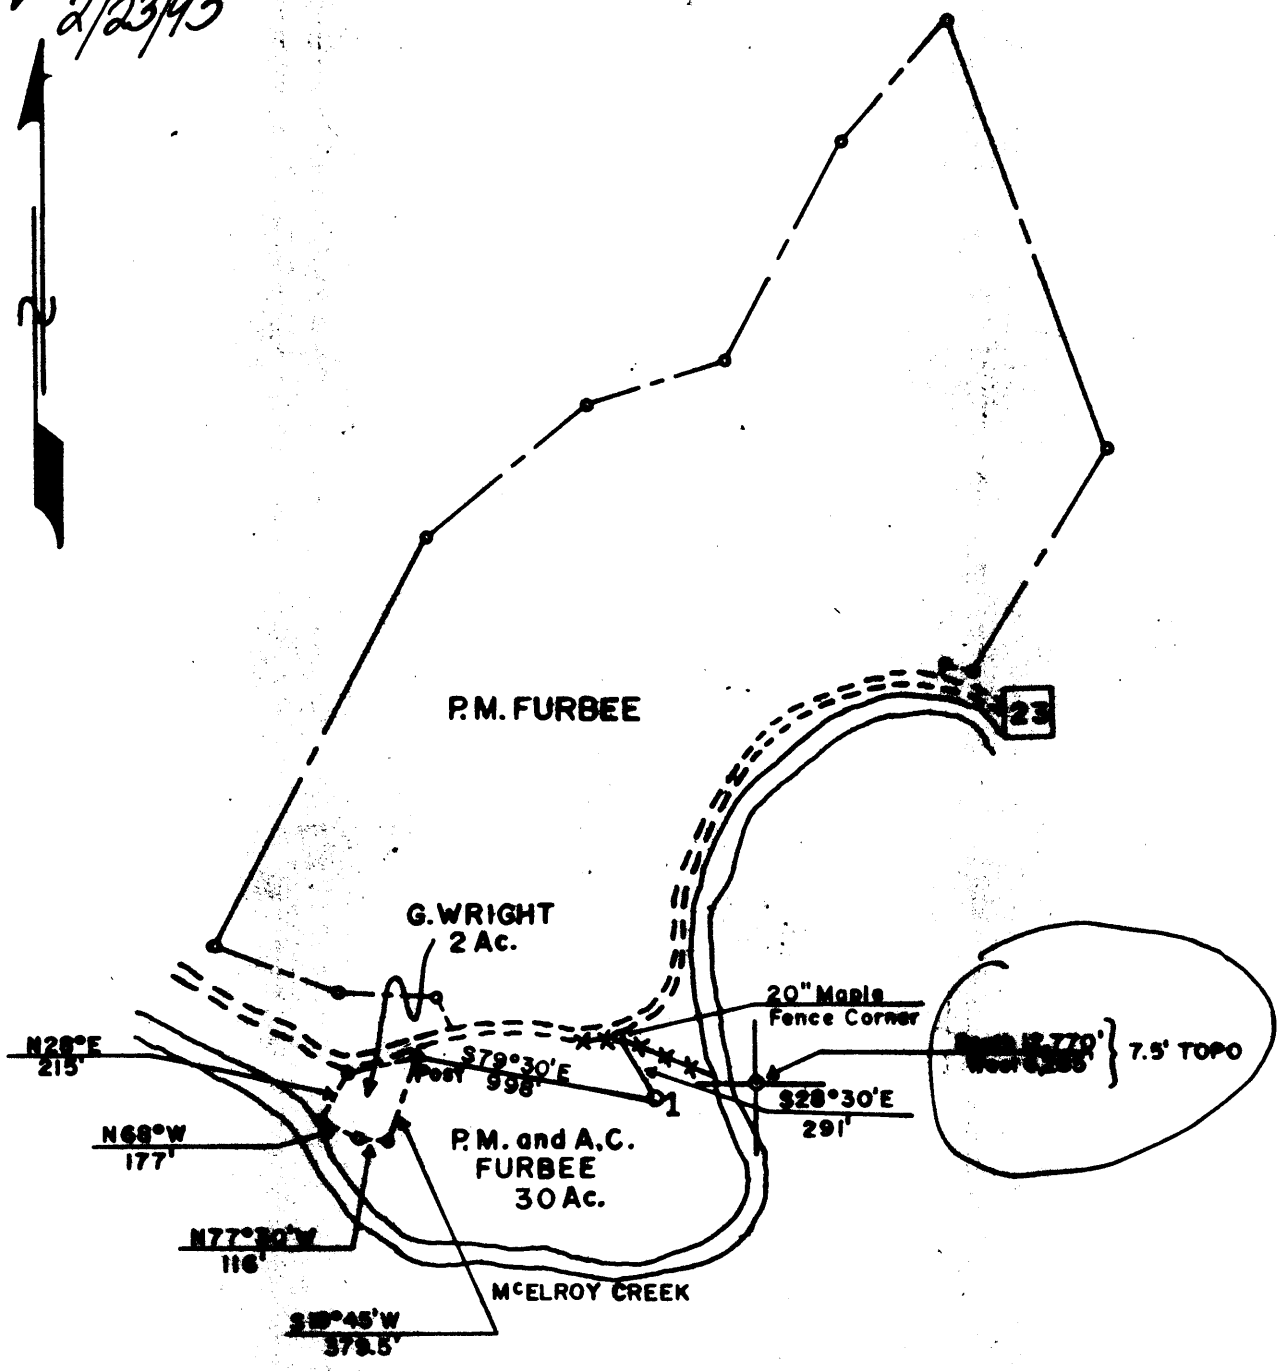 2/23/93
P.M. FURBEE
23
G. WRIGHT
2 Ac.
20" Maple
Fence Corner
7.5' TOPO
N28°E
215'
S79°30'E
998'
Post
1
S28°30'E
291'
N68°W
177'
P.M. and A.C.
FURBEE
30 Ac.
N77°30'W
116'
McELROY CREEK
45'W
379.5'